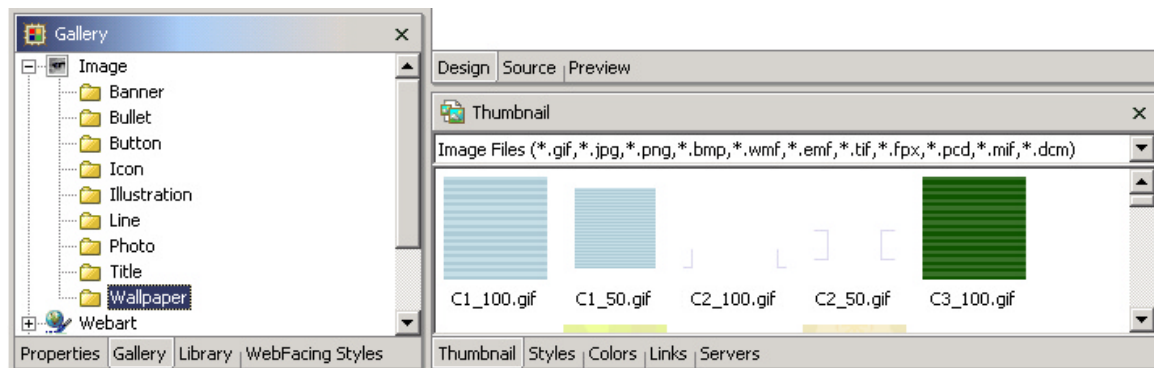 Gallery
Image
Banner
Bullet
Button
Icon
Illustration
Line
Photo
Title
Wallpaper
Webart
Properties Gallery Library WebFacing Styles
Design Source Preview
Thumbnail
Image Files (*.gif,*.jpg,*.png,*.bmp,*.wmf,*.emf,*.tif,*.fpx,*.pcd,*.mif,*.dcm)
C1_100.gif C1_50.gif C2_100.gif C2_50.gif C3_100.gif
Thumbnail Styles Colors Links Servers